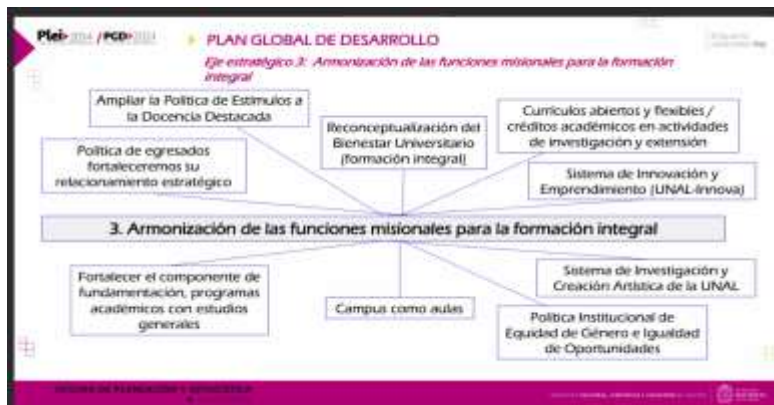 Plei 2034 / PGD 2024
PLAN GLOBAL DE DESARROLLO
Eje estratégico 3: Armonización de las funciones misionales para la formación
integral
Ampliar la Política de Estímulos a
la Docencia Destacada
Reconceptualización del
Bienestar Universitario
(formación integral)
Currículos abiertos y flexibles /
créditos académicos en actividades
de investigación y extensión
Política de egresados
fortaleceremos su
relacionamiento estratégico
Sistema de Innovación y
Emprendimiento (UNAL-Innova)
3. Armonización de las funciones misionales para la formación integral
Fortalecer el componente de
fundamentación, programas
académicos con estudios
generales
Campus como aulas
Sistema de Investigación y
Creación Artística de la UNAL
Política Institucional de
Equidad de Género e Igualdad
de Oportunidades
OFICINA DE PLANEACIÓN Y ESTADÍSTICA